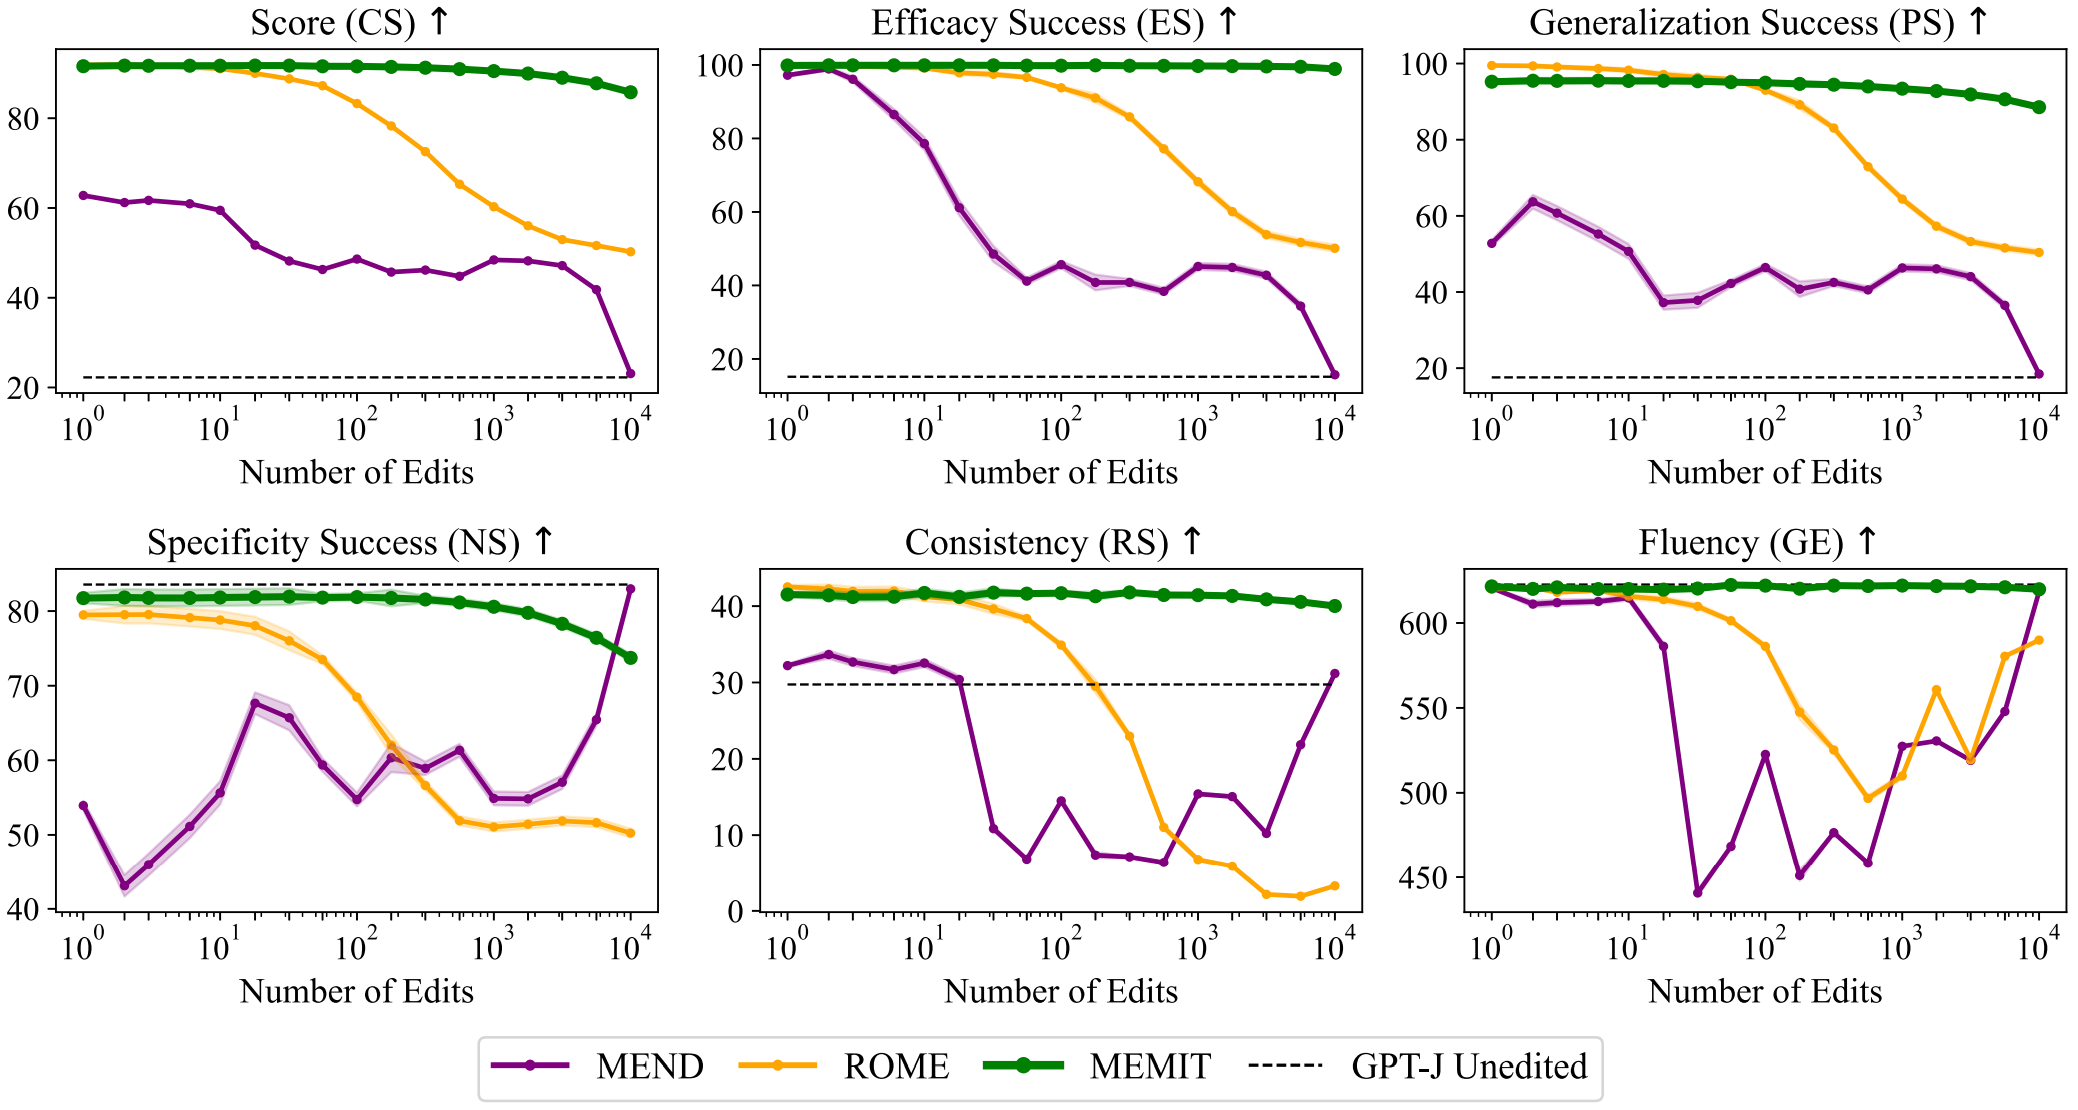 Score (CS) ↑ Efficacy Success (ES) ↑ Generalization Success (PS) ↑
80
60
40
20
10^0 10^1 10^2 10^3 10^4
Number of Edits
100
80
60
40
20
10^0 10^1 10^2 10^3 10^4
Number of Edits
100
80
60
40
20
10^0 10^1 10^2 10^3 10^4
Number of Edits
Specificity Success (NS) ↑ Consistency (RS) ↑ Fluency (GE) ↑
80
70
60
50
40
10^0 10^1 10^2 10^3 10^4
Number of Edits
40
30
20
10
0
10^0 10^1 10^2 10^3 10^4
Number of Edits
600
550
500
450
10^0 10^1 10^2 10^3 10^4
Number of Edits
MEND ROME MEMIT GPT-J Unedited